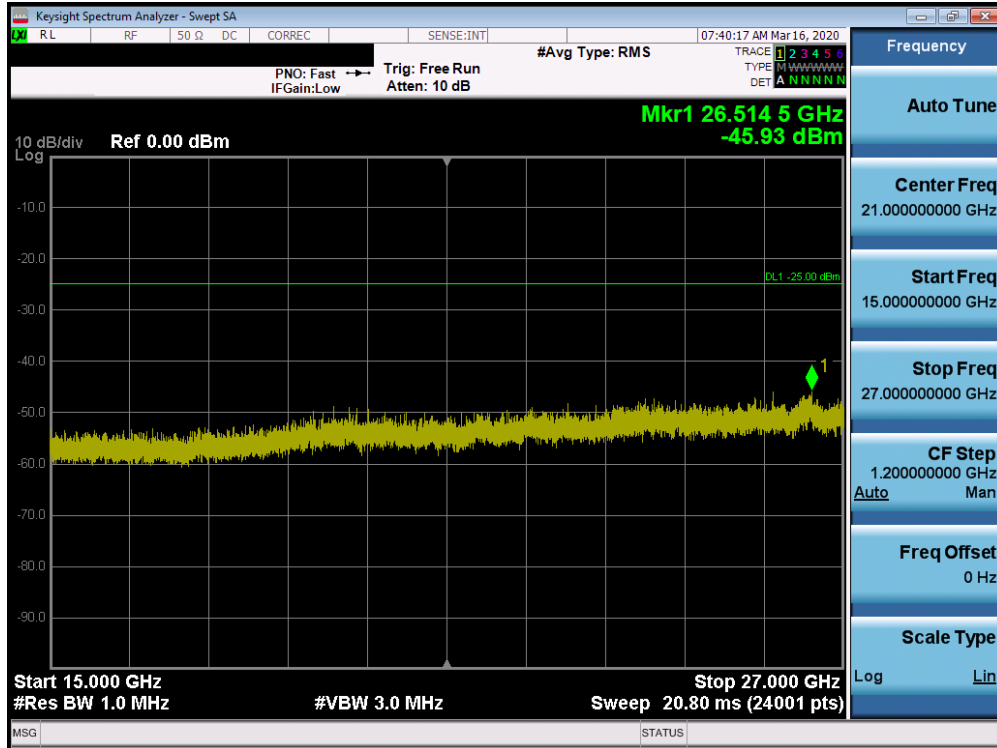 Keysight Spectrum Analyzer - Swept SA
LXI RL RF 50 Ω DC CORREC SENSE:INT 07:40:17 AM Mar 16, 2020
#Avg Type: RMS
TRACE 1 2 3 4 5 6
PNO: Fast Trig: Free Run
TYPE M WWWWW
IFGain:Low Atten: 10 dB
DET A N N N N N
Mkr1 26.514 5 GHz
-45.93 dBm
10 dB/div Ref 0.00 dBm
Log
-10.0
-20.0
DL1 -25.00 dBm
-30.0
-40.0
1
-50.0
-60.0
-70.0
-80.0
-90.0
Start 15.000 GHz Stop 27.000 GHz
#Res BW 1.0 MHz #VBW 3.0 MHz Sweep 20.80 ms (24001 pts)
MSG STATUS
Frequency
Auto Tune
Center Freq
21.000000000 GHz
Start Freq
15.000000000 GHz
Stop Freq
27.000000000 GHz
CF Step
1.200000000 GHz
Auto Man
Freq Offset
0 Hz
Scale Type
Log Lin